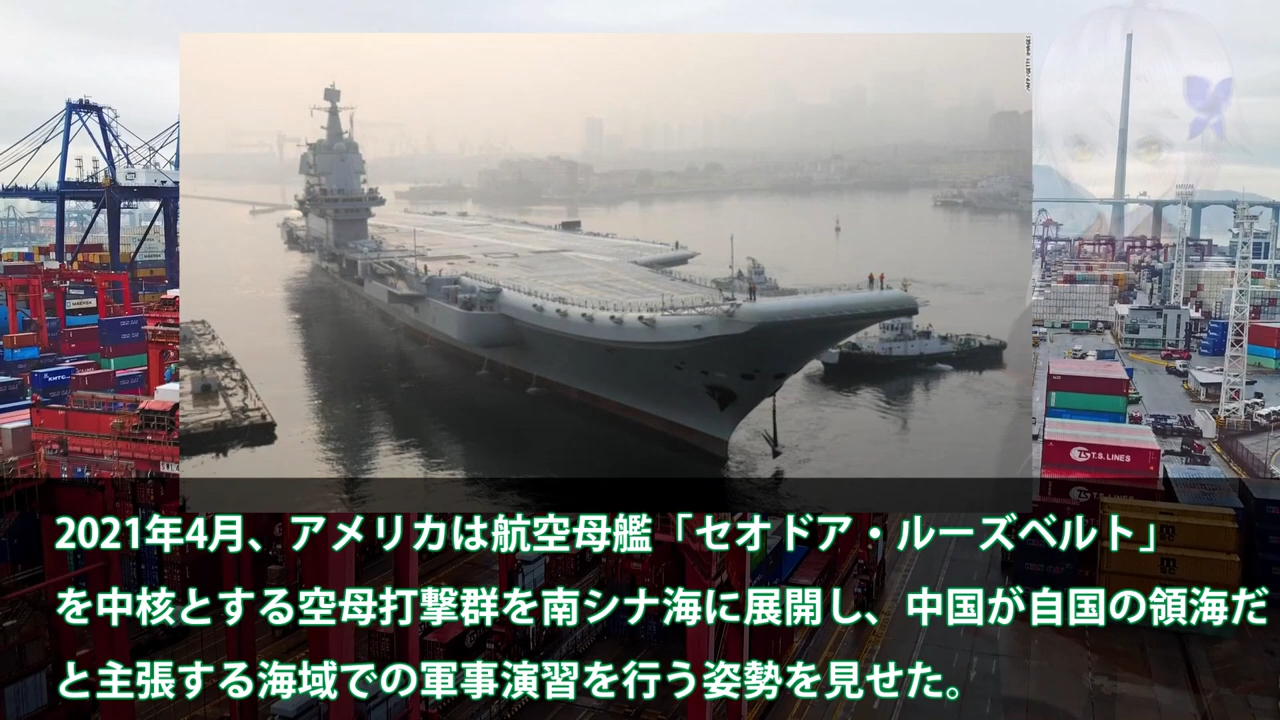 2021年4月、アメリカは航空母艦「セオドア・ルーズベルト」
を中核とする空母打撃群を南シナ海に展開し、中国が自国の領海だ
と主張する海域での軍事演習を行う姿勢を見せた。
MAERSK
KMTC
T.S. LINES